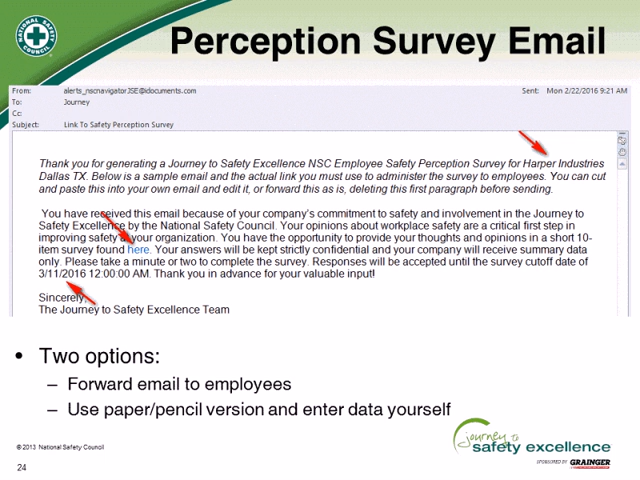 NATIONAL SAFETY COUNCIL
Perception Survey Email
From: alerts_nscnavigatorJSE@idocuments.com Sent: Mon 2/22/2016 9:21 AM
To: Journey
Cc:
Subject: Link To Safety Perception Survey
Thank you for generating a Journey to Safety Excellence NSC Employee Safety Perception Survey for Harper Industries
Dallas TX. Below is a sample email and the actual link you must use to administer the survey to employees. You can cut
and paste this into your own email and edit it, or forward this as is, deleting this first paragraph before sending.
You have received this email because of your company's commitment to safety and involvement in the Journey to
Safety Excellence by the National Safety Council. Your opinions about workplace safety are a critical first step in
improving safety at your organization. You have the opportunity to provide your thoughts and opinions in a short 10-
item survey found here. Your answers will be kept strictly confidential and your company will receive summary data
only. Please take a minute or two to complete the survey. Responses will be accepted until the survey cutoff date of
3/11/2016 12:00:00 AM. Thank you in advance for your valuable input!
Sincerely,
The Journey to Safety Excellence Team
• Two options:
– Forward email to employees
– Use paper/pencil version and enter data yourself
journey to
safety excellence
SPONSORED BY GRAINGER
© 2013 National Safety Council
24